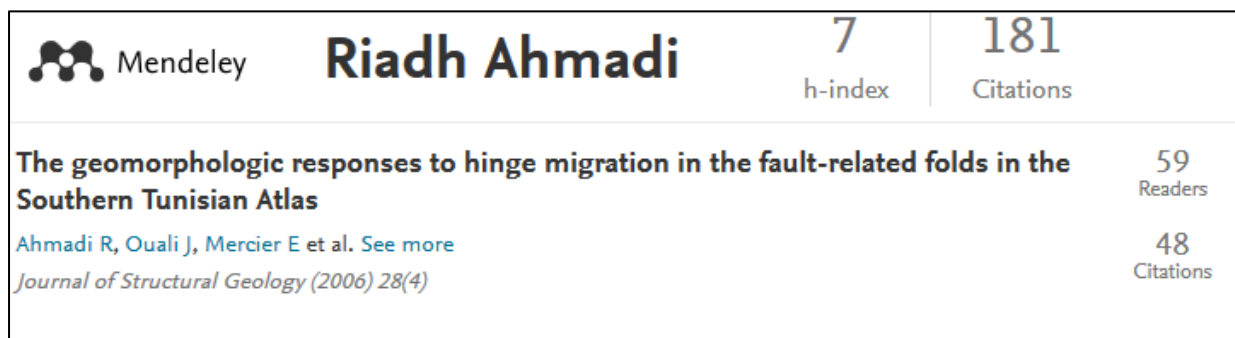 Mendeley Riadh Ahmadi 7 181
h-index Citations
The geomorphologic responses to hinge migration in the fault-related folds in the
Southern Tunisian Atlas
59
Readers
Ahmadi R, Ouali J, Mercier E et al. See more
Journal of Structural Geology (2006) 28(4)
48
Citations